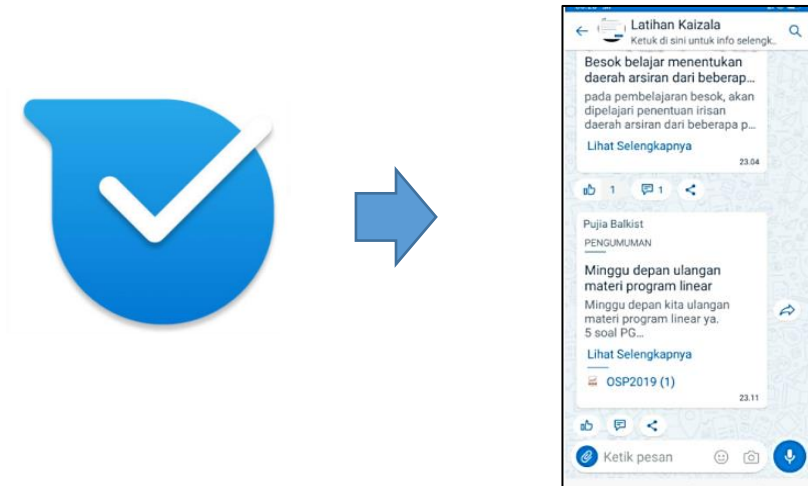 Latihan Kaizala
Ketuk di sini untuk info selengk..
Besok belajar menentukan
daerah arsiran dari beberap...
pada pembelajaran besok, akan
dipelajari penentuan irisan
daerah arsiran dari beberapa p...
Lihat Selengkapnya
23.04
1
1
Pujia Balkist
PENGUMUMAN
Minggu depan ulangan
materi program linear
Minggu depan kita ulangan
materi program linear ya.
5 soal PG...
Lihat Selengkapnya
OSP2019 (1)
23.11
Ketik pesan